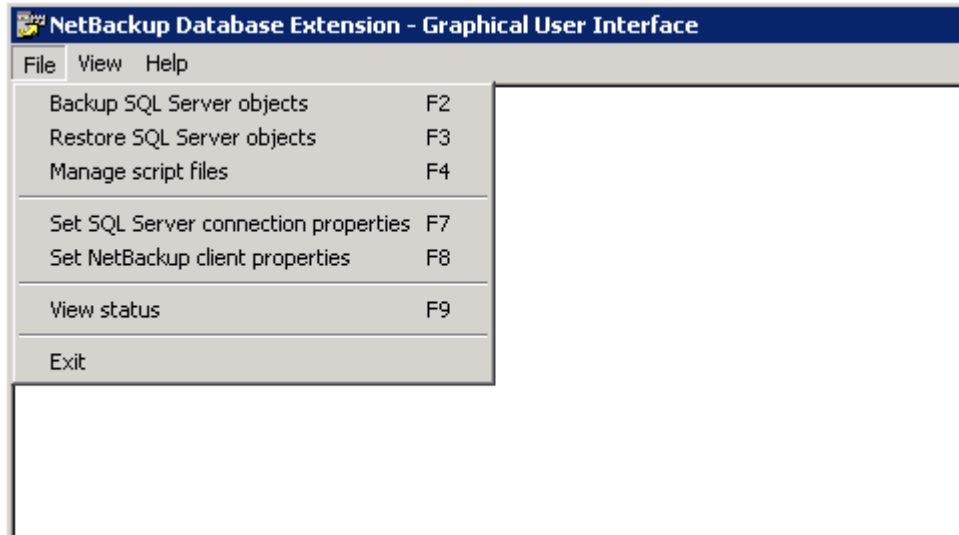 NetBackup Database Extension - Graphical User Interface
File View Help
Backup SQL Server objects F2
Restore SQL Server objects F3
Manage script files F4
Set SQL Server connection properties F7
Set NetBackup client properties F8
View status F9
Exit